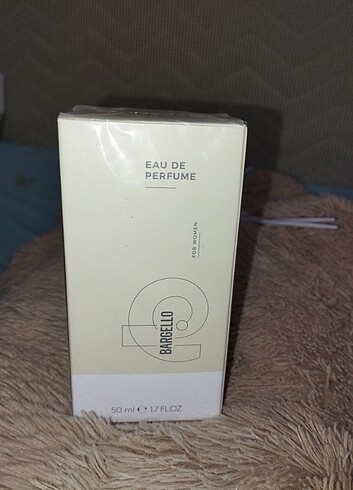 EAU DE
PERFUME
FOR WOMEN
BARGELLO
50 ml ℮ 1.7 FL.OZ